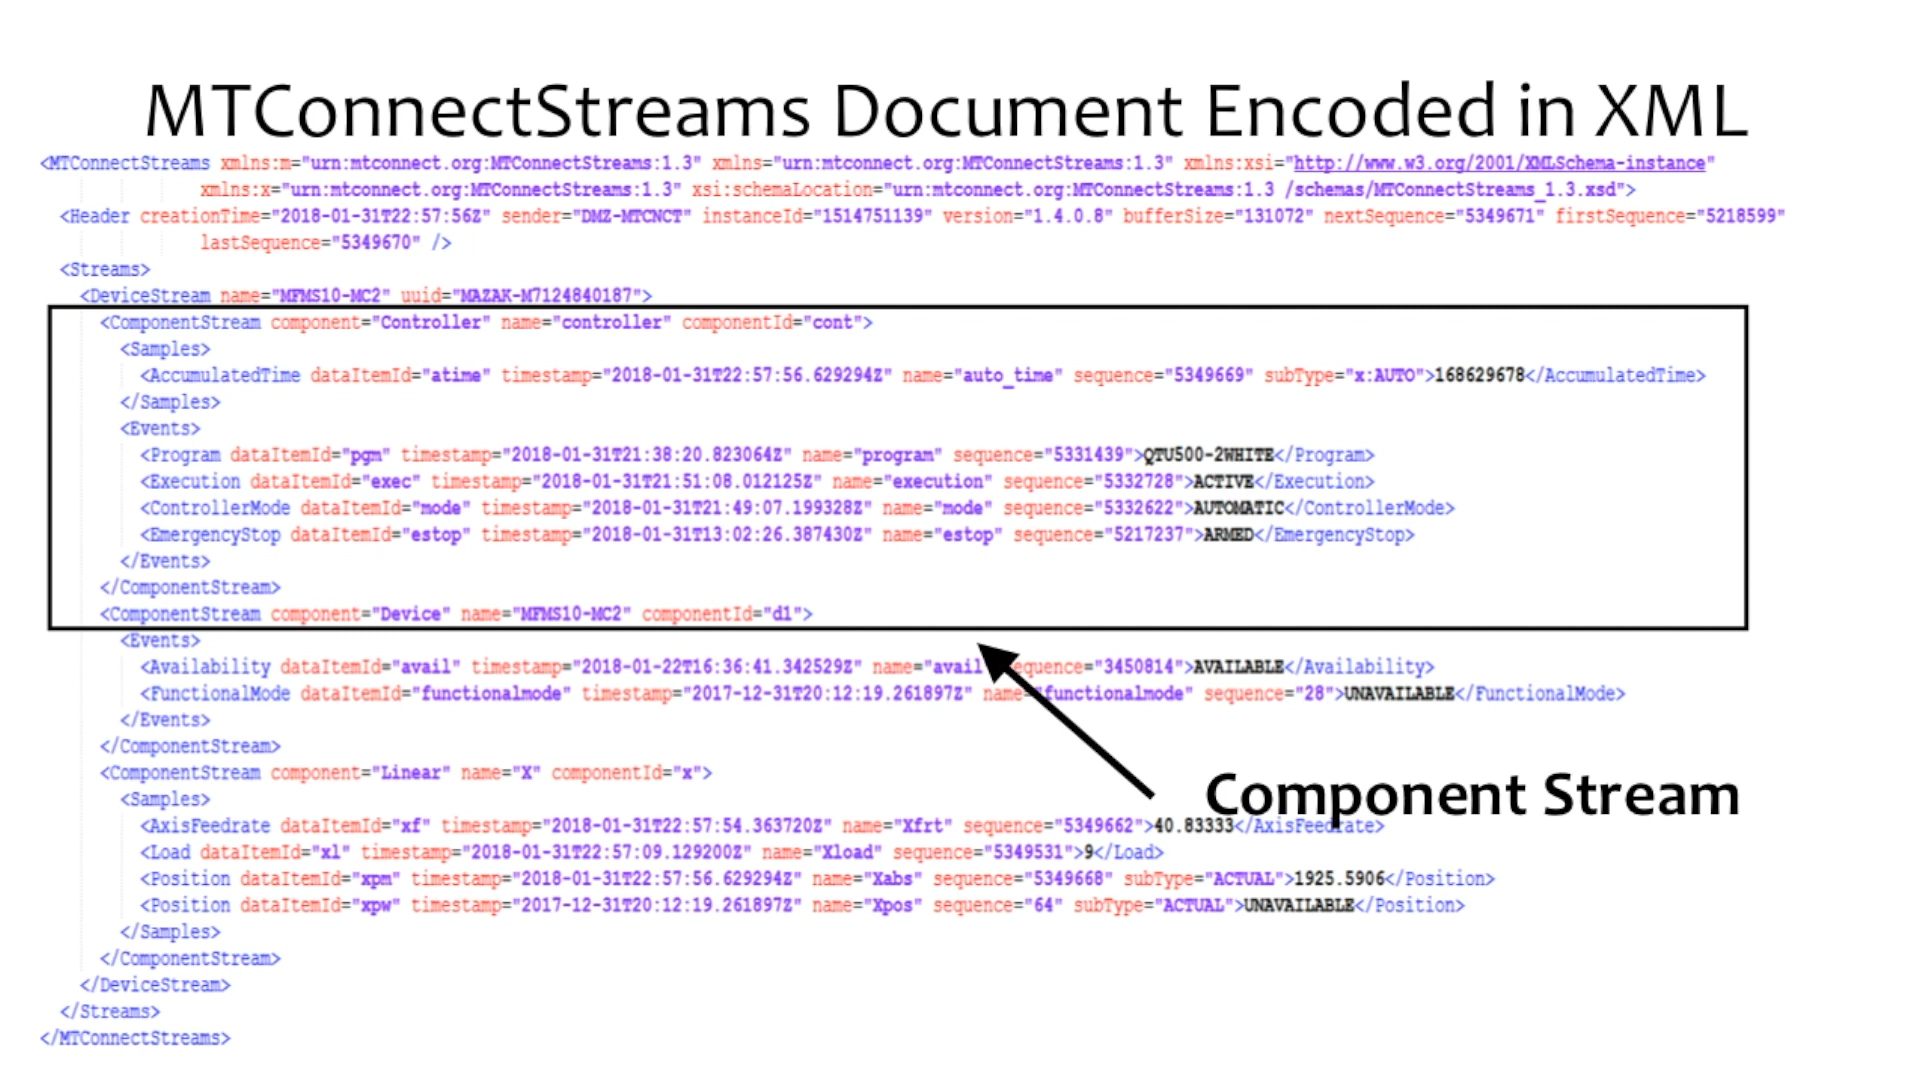 MTConnectStreams Document Encoded in XML
<MTConnectStreams xmlns:m="urn:mtconnect.org:MTConnectStreams:1.3" xmlns="urn:mtconnect.org:MTConnectStreams:1.3" xmlns:xsi="http://www.w3.org/2001/XMLSchema-instance"
xmlns:x="urn:mtconnect.org:MTConnectStreams:1.3" xsi:schemaLocation="urn:mtconnect.org:MTConnectStreams:1.3 /schemas/MTConnectStreams_1.3.xsd">
<Header creationTime="2018-01-31T22:57:56Z" sender="DMZ-MTCNCT" instanceId="1514751139" version="1.4.0.8" bufferSize="131072" nextSequence="5349671" firstSequence="5218599"
lastSequence="5349670" />
<Streams>
<DeviceStream name="MFMS10-MC2" uuid="MAZAK-M7124840187">
<ComponentStream component="Controller" name="controller" componentId="cont">
<Samples>
<AccumulatedTime dataItemId="atime" timestamp="2018-01-31T22:57:56.629294Z" name="auto_time" sequence="5349669" subType="x:AUTO">168629678</AccumulatedTime>
</Samples>
<Events>
<Program dataItemId="pgm" timestamp="2018-01-31T21:38:20.823064Z" name="program" sequence="5331439">QTU500-2WHITE</Program>
<Execution dataItemId="exec" timestamp="2018-01-31T21:51:08.012125Z" name="execution" sequence="5332728">ACTIVE</Execution>
<ControllerMode dataItemId="mode" timestamp="2018-01-31T21:49:07.199328Z" name="mode" sequence="5332622">AUTOMATIC</ControllerMode>
<EmergencyStop dataItemId="estop" timestamp="2018-01-31T13:02:26.387430Z" name="estop" sequence="5217237">ARMED</EmergencyStop>
</Events>
</ComponentStream>
<ComponentStream component="Device" name="MFMS10-MC2" componentId="d1">
<Events>
<Availability dataItemId="avail" timestamp="2018-01-22T16:36:41.342529Z" name="avail" sequence="3450814">AVAILABLE</Availability>
<FunctionalMode dataItemId="functionalmode" timestamp="2017-12-31T20:12:19.261897Z" name="functionalmode" sequence="28">UNAVAILABLE</FunctionalMode>
</Events>
</ComponentStream>
<ComponentStream component="Linear" name="X" componentId="x">
<Samples>
Component Stream
<AxisFeedrate dataItemId="xf" timestamp="2018-01-31T22:57:54.363720Z" name="Xfrt" sequence="5349662">40.83333</AxisFeedrate>
<Load dataItemId="xl" timestamp="2018-01-31T22:57:09.129200Z" name="Xload" sequence="5349531">9</Load>
<Position dataItemId="xpm" timestamp="2018-01-31T22:57:56.629294Z" name="Xabs" sequence="5349668" subType="ACTUAL">1925.5906</Position>
<Position dataItemId="xpw" timestamp="2017-12-31T20:12:19.261897Z" name="Xpos" sequence="64" subType="ACTUAL">UNAVAILABLE</Position>
</Samples>
</ComponentStream>
</DeviceStream>
</Streams>
</MTConnectStreams>